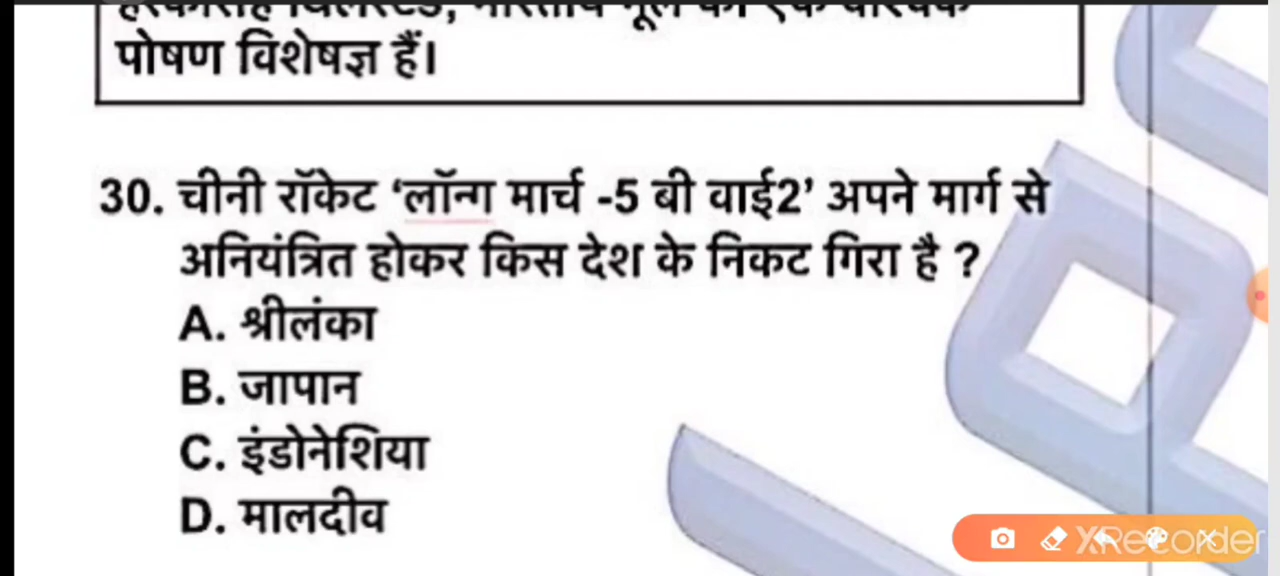 पोषण विशेषज्ञ हैं।
30. चीनी रॉकेट ‘लॉन्ग मार्च -5 बी वाई2’ अपने मार्ग से
अनियंत्रित होकर किस देश के निकट गिरा है ?
A. श्रीलंका
B. जापान
C. इंडोनेशिया
D. मालदीव
XRecorder